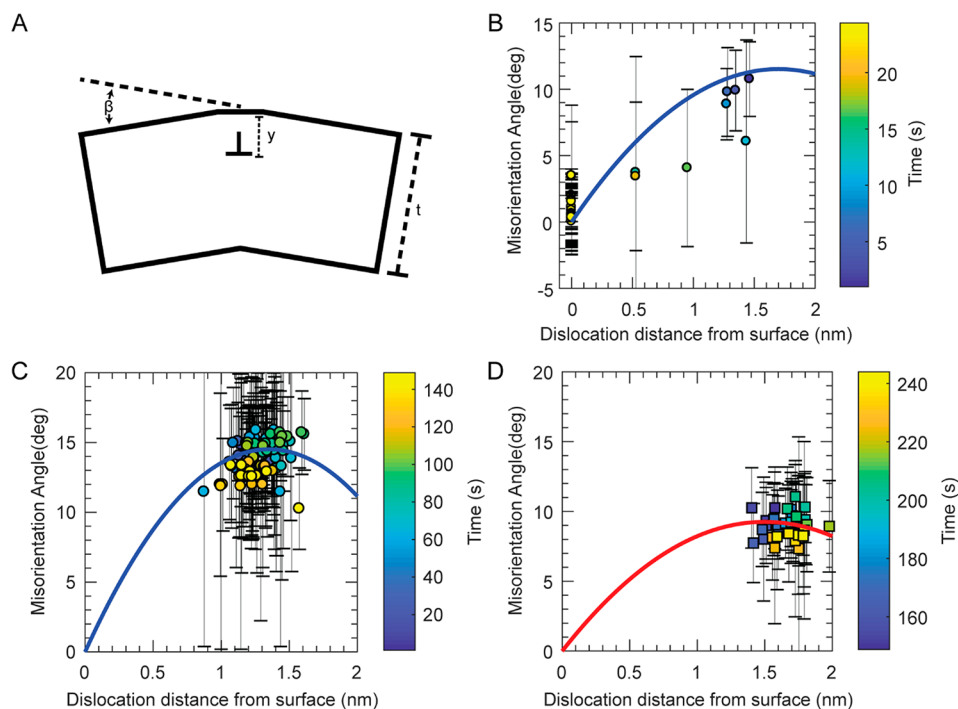 A
β
y
t
B
Misorientation Angle(deg)
15
10
5
0
-5
0
0.5
1
1.5
2
Dislocation distance from surface (nm)
20
15
10
5
Time (s)
C
Misorientation Angle(deg)
20
15
10
5
0
0
0.5
1
1.5
2
Dislocation distance from surface (nm)
140
120
100
80
60
40
20
Time (s)
D
Misorientation Angle(deg)
20
15
10
5
0
0
0.5
1
1.5
2
Dislocation distance from surface (nm)
240
220
200
180
160
Time (s)